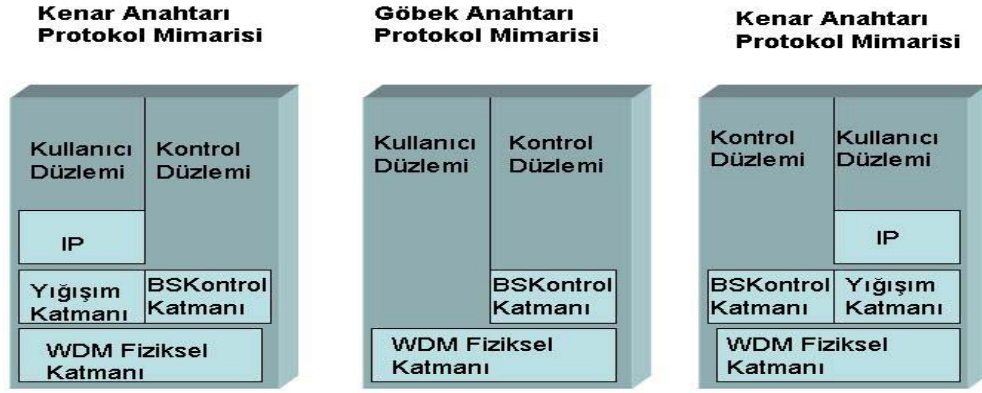 Kenar Anahtarı
Protokol Mimarisi
Kullanıcı
Düzlemi
Kontrol
Düzlemi
IP
Yığışım
Katmanı
BSKontrol
Katmanı
WDM Fiziksel
Katmanı
Göbek Anahtarı
Protokol Mimarisi
Kullanıcı
Düzlemi
Kontrol
Düzlemi
BSKontrol
Katmanı
WDM Fiziksel
Katmanı
Kenar Anahtarı
Protokol Mimarisi
Kontrol
Düzlemi
Kullanıcı
Düzlemi
IP
BSKontrol
Katmanı
Yığışım
Katmanı
WDM Fiziksel
Katmanı